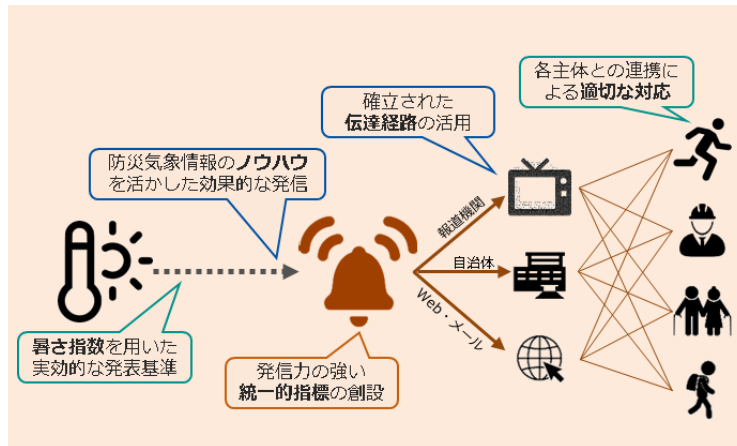 各主体との連携に
よる適切な対応
確立された
伝達経路の活用
防災気象情報のノウハウ
を活かした効果的な発信
報道機関
自治体
Web・メール
暑さ指数を用いた
実効的な発表基準
発信力の強い
統一的指標の創設